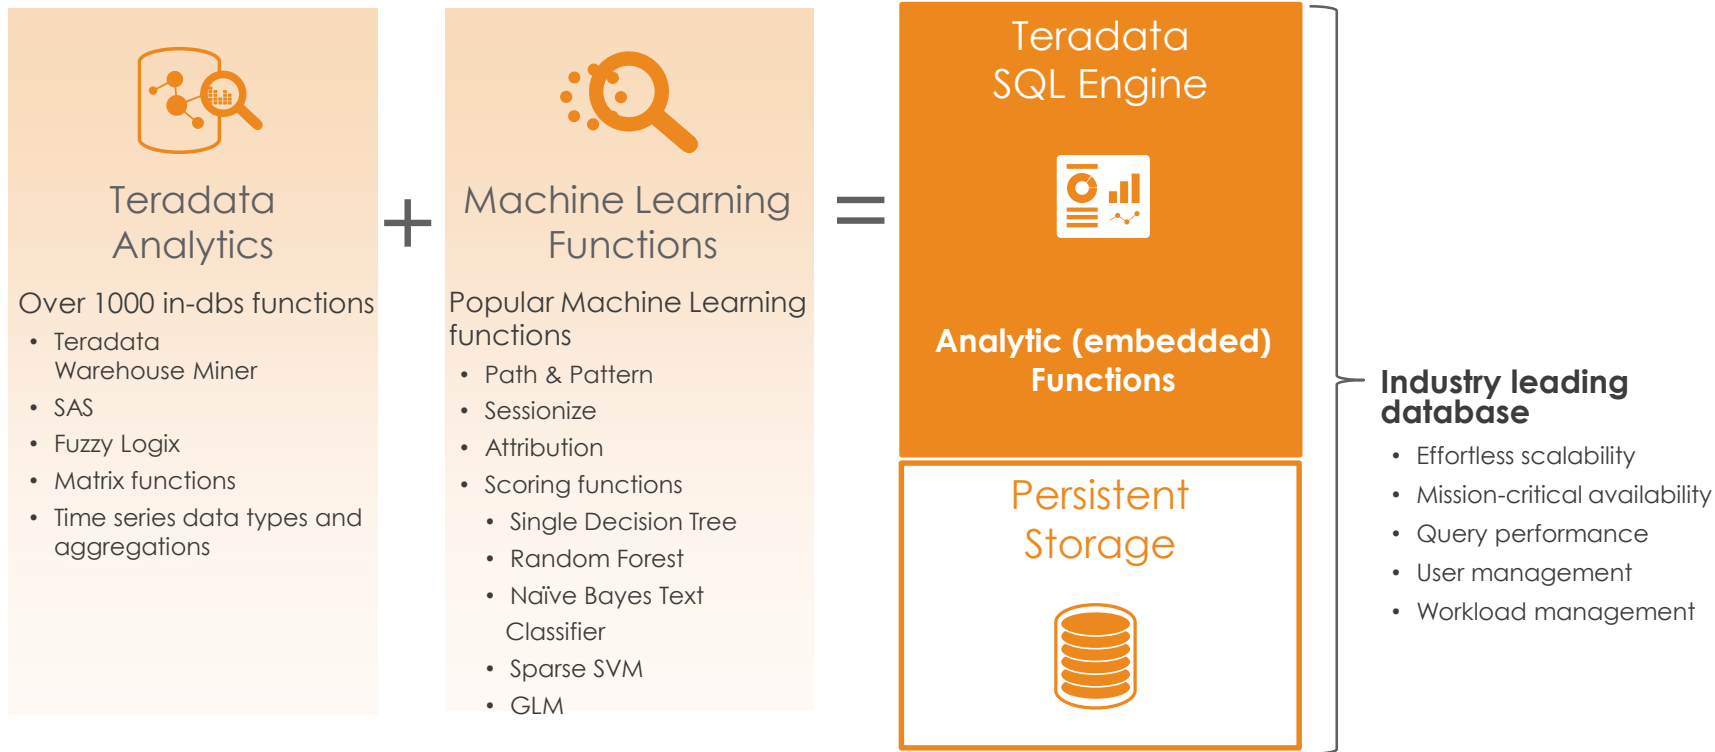 Teradata
Analytics
Over 1000 in-dbs functions
• Teradata
Warehouse Miner
• SAS
• Fuzzy Logix
• Matrix functions
• Time series data types and
aggregations
+
Machine Learning
Functions
Popular Machine Learning
functions
• Path & Pattern
• Sessionize
• Attribution
• Scoring functions
• Single Decision Tree
• Random Forest
• Naïve Bayes Text
Classifier
• Sparse SVM
• GLM
=
Teradata
SQL Engine
Analytic (embedded)
Functions
Persistent
Storage
Industry leading
database
• Effortless scalability
• Mission-critical availability
• Query performance
• User management
• Workload management